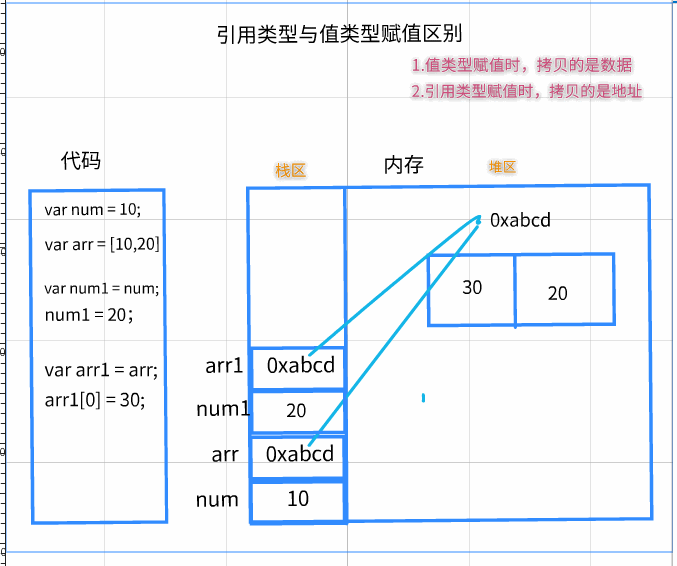 引用类型与值类型赋值区别
1.值类型赋值时，拷贝的是数据
2.引用类型赋值时，拷贝的是地址
代码
栈区
内存
堆区
var num = 10;
var arr = [10,20]
var num1 = num;
num1 = 20；
var arr1 = arr;
arr1[0] = 30;
0xabcd
30
20
arr1
0xabcd
num1
20
arr
0xabcd
num
10